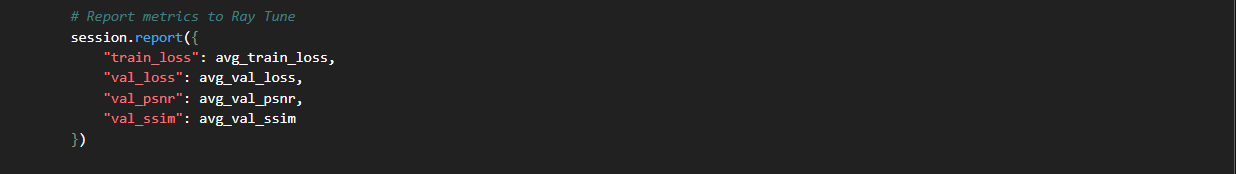 # Report metrics to Ray Tune
session.report({
    "train_loss": avg_train_loss,
    "val_loss": avg_val_loss,
    "val_psnr": avg_val_psnr,
    "val_ssim": avg_val_ssim
})